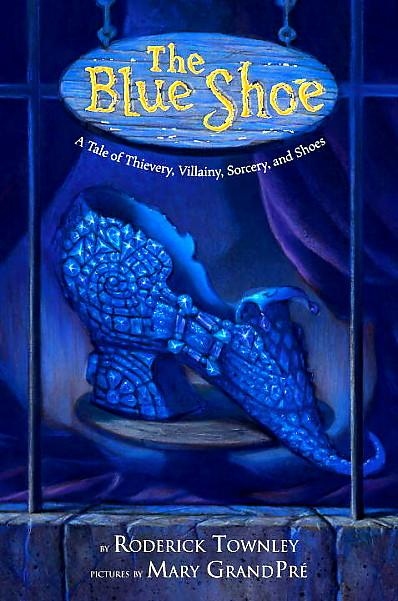 The
Blue Shoe
A Tale of Thievery, Villainy, Sorcery, and Shoes
BY RODERICK TOWNLEY
PICTURES BY MARY GRANDPRÉ